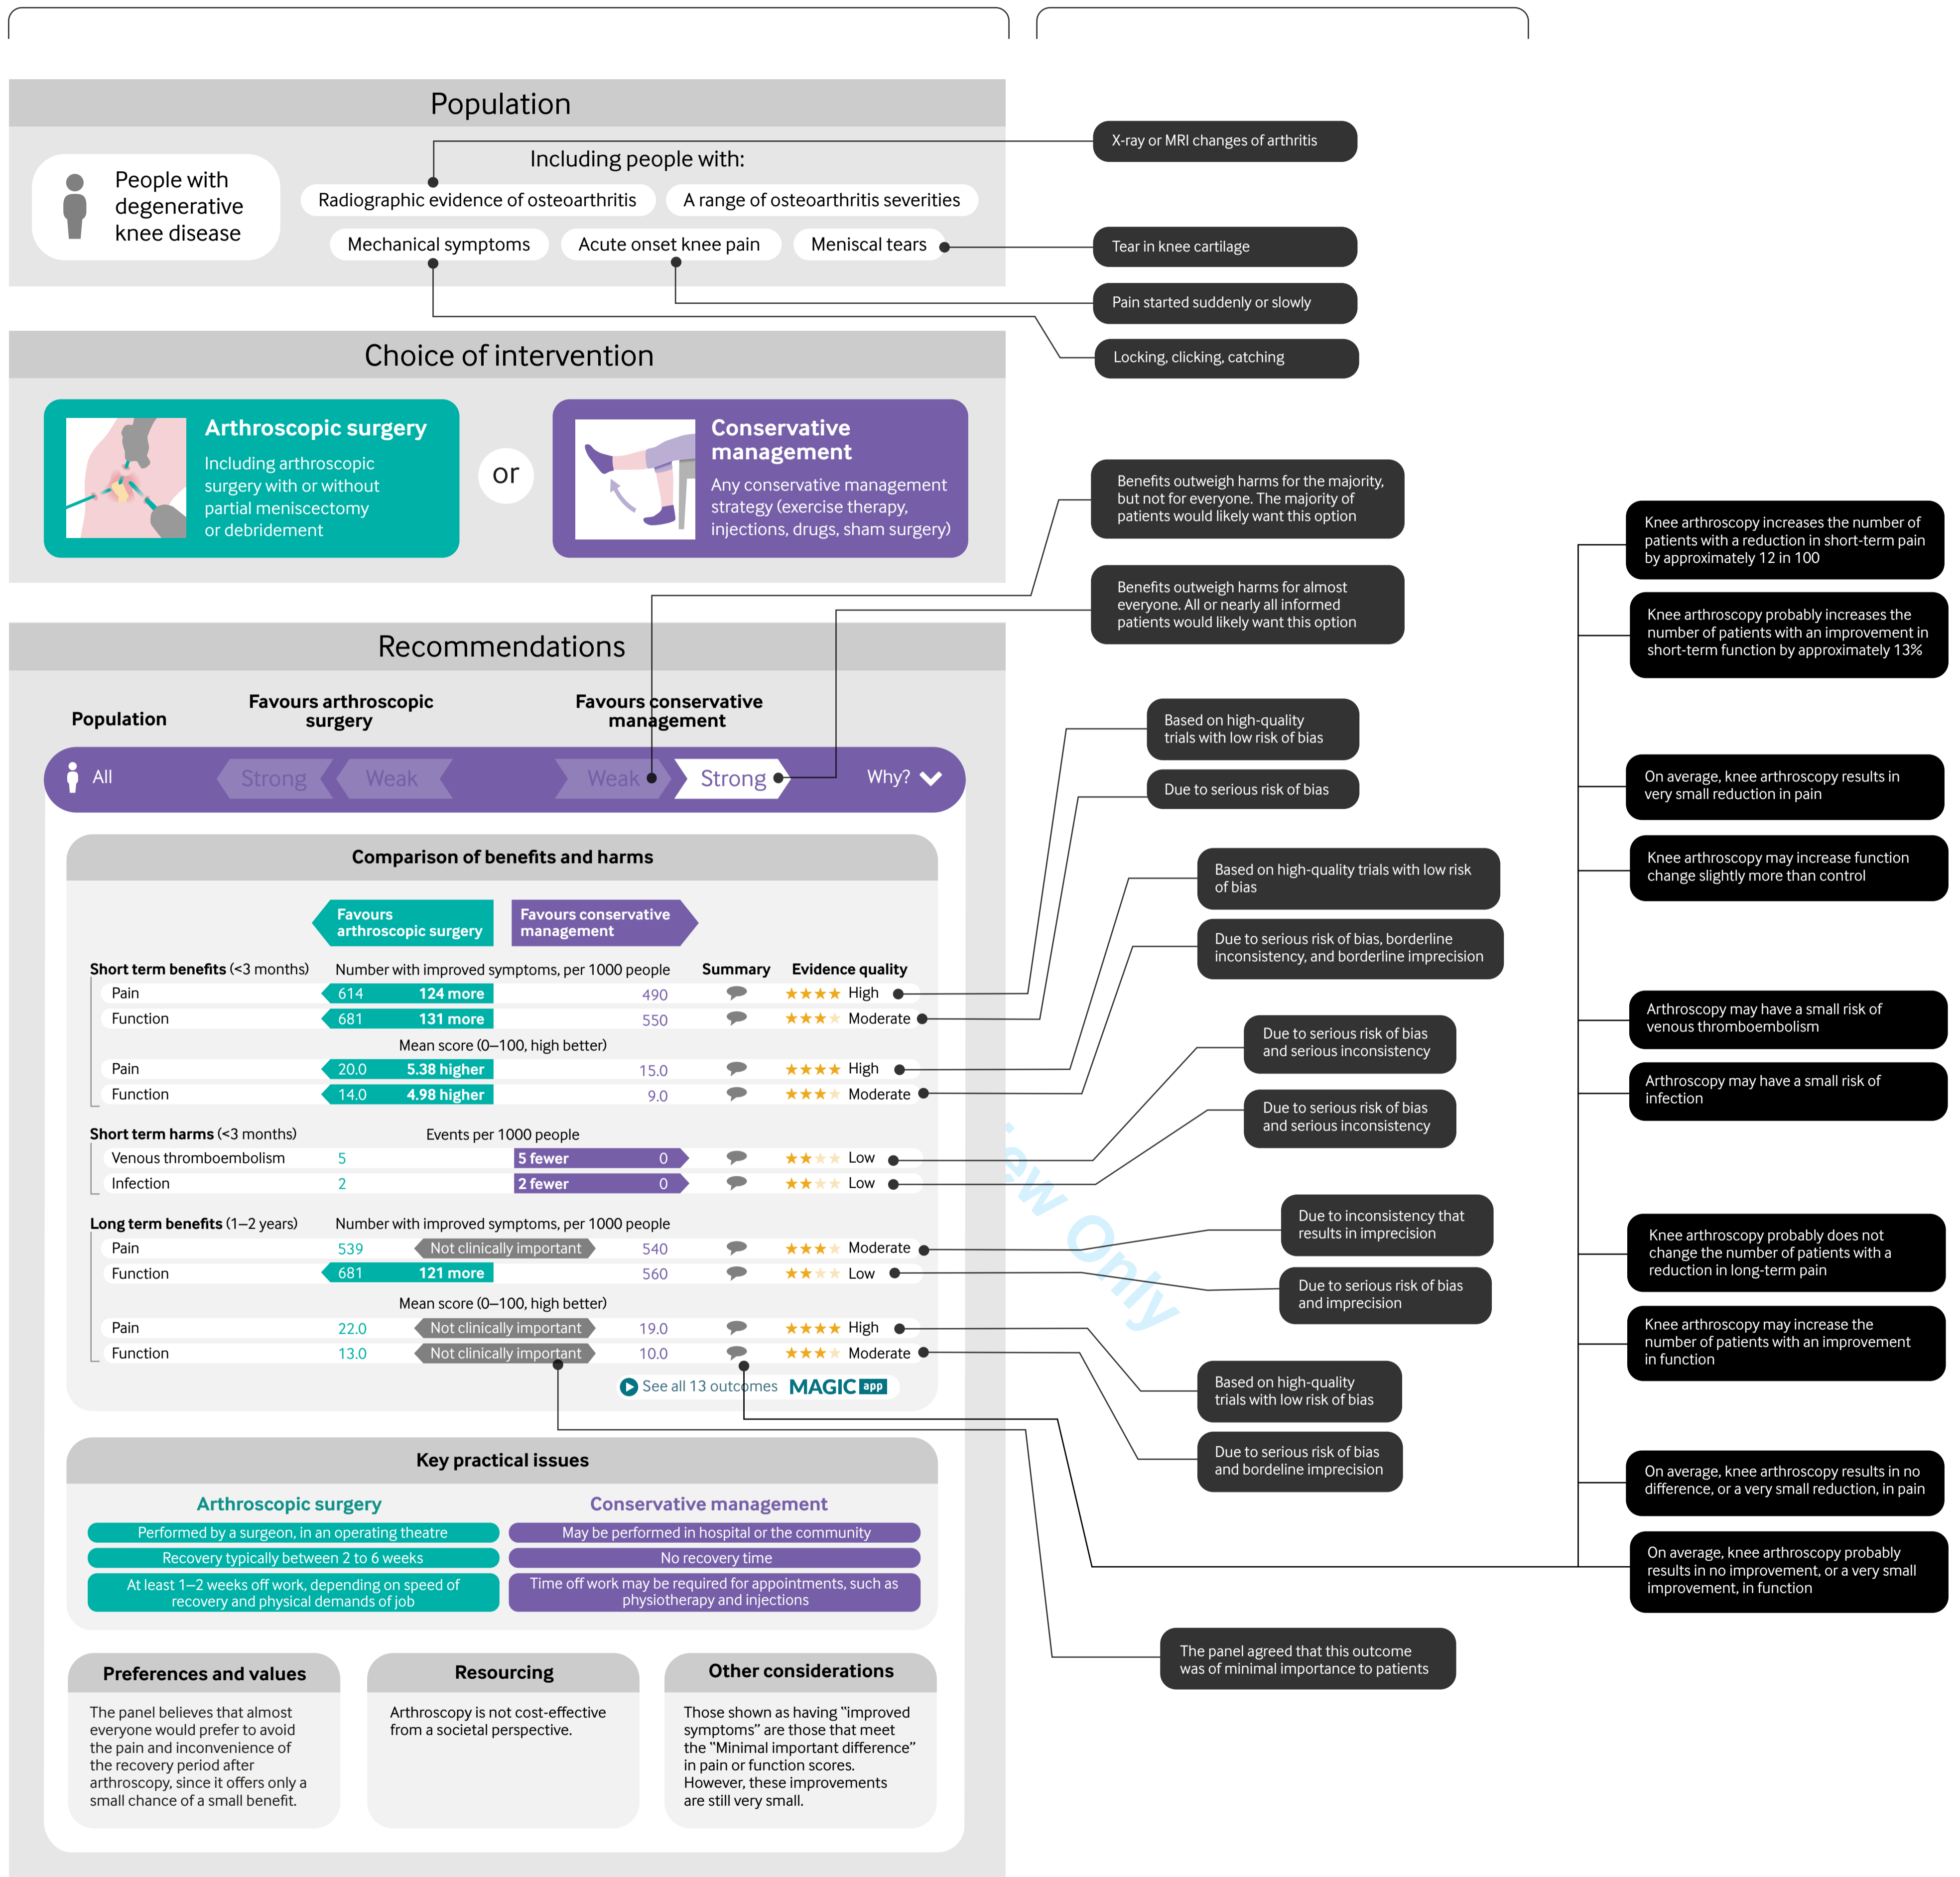 Population
People with
degenerative
knee disease
Including people with:
Radiographic evidence of osteoarthritis
A range of osteoarthritis severities
Mechanical symptoms
Acute onset knee pain
Meniscal tears
X-ray or MRI changes of arthritis
Tear in knee cartilage
Pain started suddenly or slowly
Locking, clicking, catching
Choice of intervention
Arthroscopic surgery
Including arthroscopic
surgery with or without
partial meniscectomy
or debridement
or
Conservative
management
Any conservative management
strategy (exercise therapy,
injections, drugs, sham surgery)
Benefits outweigh harms for the majority,
but not for everyone. The majority of
patients would likely want this option
Benefits outweigh harms for almost
everyone. All or nearly all informed
patients would likely want this option
Recommendations
Population
Favours arthroscopic
surgery
Favours conservative
management
All
Strong
Weak
Weak
Strong
Why?
Comparison of benefits and harms
Favours
arthroscopic surgery
Favours conservative
management
Short term benefits (<3 months) Number with improved symptoms, per 1000 people Summary Evidence quality
Pain 614 124 more 490 High
Function 681 131 more 550 Moderate
Mean score (0–100, high better)
Pain 20.0 5.38 higher 15.0 High
Function 14.0 4.98 higher 9.0 Moderate
Short term harms (<3 months) Events per 1000 people
Venous thromboembolism 5 5 fewer 0 Low
Infection 2 2 fewer 0 Low
Long term benefits (1–2 years) Number with improved symptoms, per 1000 people
Pain 539 Not clinically important 540 Moderate
Function 681 121 more 560 Low
Mean score (0–100, high better)
Pain 22.0 Not clinically important 19.0 High
Function 13.0 Not clinically important 10.0 Moderate
See all 13 outcomes MAGIC app
Based on high-quality
trials with low risk of bias
Due to serious risk of bias
Based on high-quality trials with low risk
of bias
Due to serious risk of bias, borderline
inconsistency, and borderline imprecision
Due to serious risk of bias
and serious inconsistency
Due to serious risk of bias
and serious inconsistency
Due to inconsistency that
results in imprecision
Due to serious risk of bias
and imprecision
Based on high-quality
trials with low risk of bias
Due to serious risk of bias
and bordeline imprecision
ew Only
Key practical issues
Arthroscopic surgery
Conservative management
Performed by a surgeon, in an operating theatre
May be performed in hospital or the community
Recovery typically between 2 to 6 weeks
No recovery time
At least 1–2 weeks off work, depending on speed of
recovery and physical demands of job
Time off work may be required for appointments, such as
physiotherapy and injections
Preferences and values
The panel believes that almost
everyone would prefer to avoid
the pain and inconvenience of
the recovery period after
arthroscopy, since it offers only a
small chance of a small benefit.
Resourcing
Arthroscopy is not cost-effective
from a societal perspective.
Other considerations
Those shown as having “improved
symptoms” are those that meet
the “Minimal important difference”
in pain or function scores.
However, these improvements
are still very small.
The panel agreed that this outcome
was of minimal importance to patients
Knee arthroscopy increases the number of
patients with a reduction in short-term pain
by approximately 12 in 100
Knee arthroscopy probably increases the
number of patients with an improvement in
short-term function by approximately 13%
On average, knee arthroscopy results in
very small reduction in pain
Knee arthroscopy may increase function
change slightly more than control
Arthroscopy may have a small risk of
venous thromboembolism
Arthroscopy may have a small risk of
infection
Knee arthroscopy probably does not
change the number of patients with a
reduction in long-term pain
Knee arthroscopy may increase the
number of patients with an improvement
in function
On average, knee arthroscopy results in no
difference, or a very small reduction, in pain
On average, knee arthroscopy probably
results in no improvement, or a very small
improvement, in function